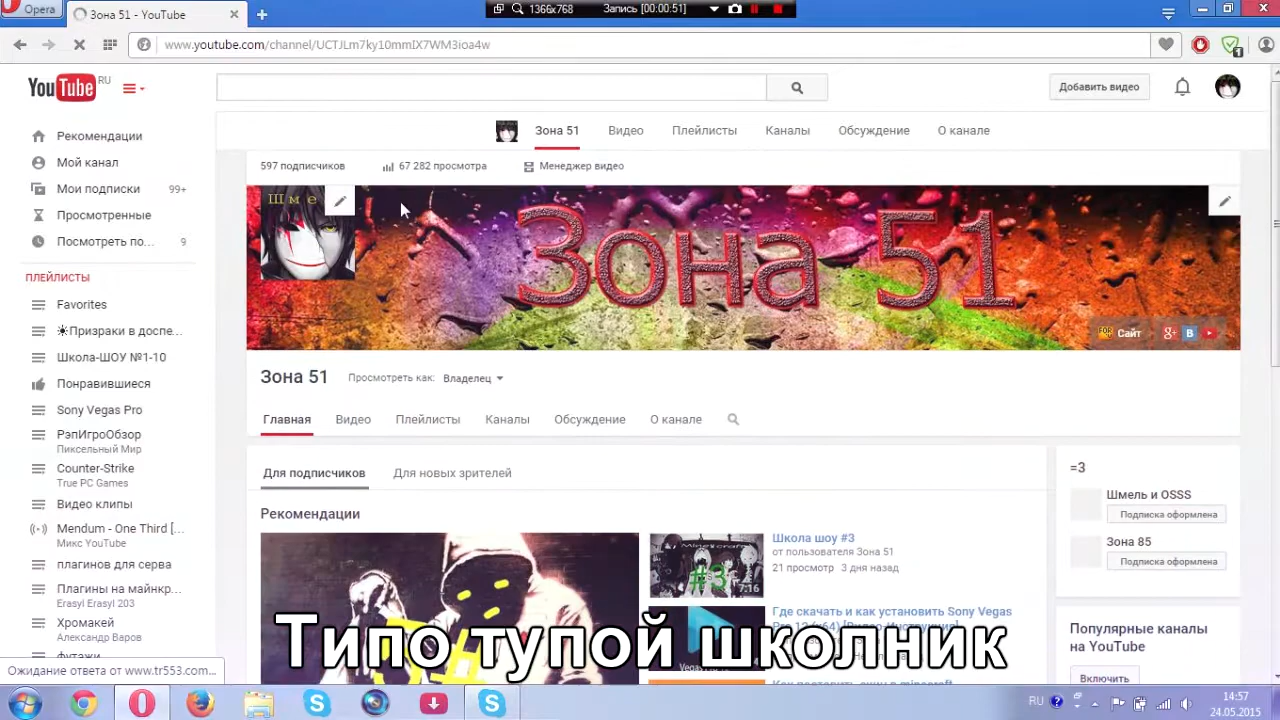 Opera
Зона 51 - YouTube
1366x768
Запись [00:00:51]
www.youtube.com/channel/UCTJLm7ky10mmIX7WM3ioa4w
1
YouTube RU
Добавить видео
Зона 51
Видео
Плейлисты
Каналы
Обсуждение
О канале
597 подписчиков
67 282 просмотра
Менеджер видео
Рекомендации
Мой канал
Мои подписки 99+
Просмотренные
Посмотреть по... 9
ПЛЕЙЛИСТЫ
Favorites
☀Призраки в доспе...
Школа-ШОУ №1-10
Понравившиеся
Sony Vegas Pro
РэпИгроОбзор
Пиксельный Мир
Counter-Strike
True PC Games
Видео клипы
Mendum - One Third [...
Микс YouTube
плагинов для серва
Плагины на майнкр...
Erasyl Erasyl 203
Хромакей
Александр Варов
футажи
Шме
Зона 51
Сайт
Зона 51
Просмотреть как: Владелец
Главная
Видео
Плейлисты
Каналы
Обсуждение
О канале
Для подписчиков
Для новых зрителей
Рекомендации
#3
7:16
Школа шоу #3
от пользователя Зона 51
21 просмотр 3 дня назад
Где скачать и как установить Sony Vegas
=3
Шмель и OSSS
Подписка оформлена
Зона 85
Подписка оформлена
Популярные каналы
на YouTube
Включить
Типо тупой школник
Ожидание ответа от www.tr553.com...
RU
14:57
24.05.2015